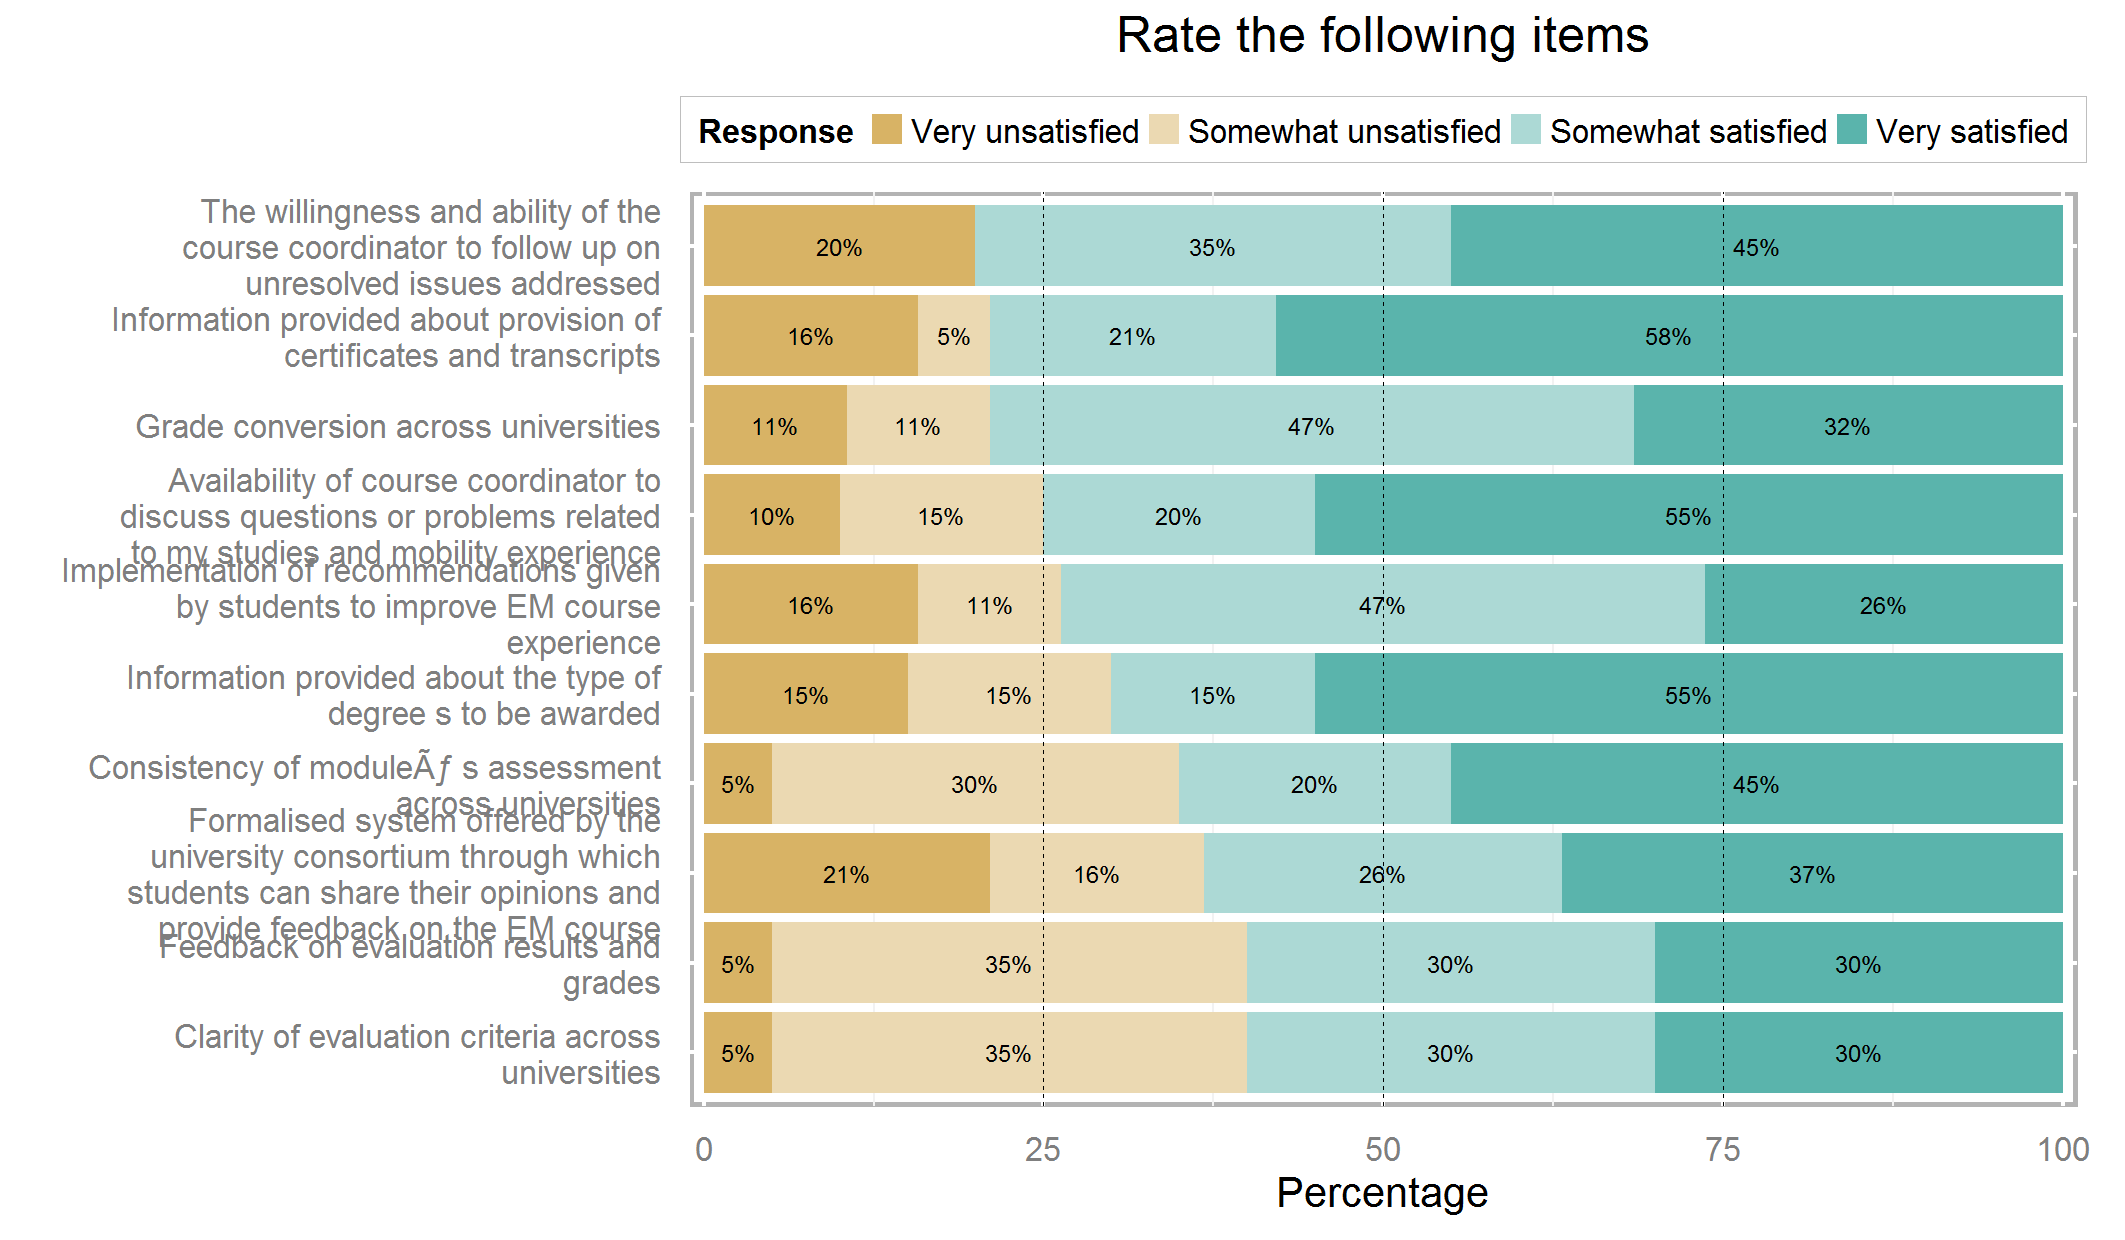 Rate the following items
Response Very unsatisfied Somewhat unsatisfied Somewhat satisfied Very satisfied
The willingness and ability of the
course coordinator to follow up on
unresolved issues addressed
20% 35% 45%
Information provided about provision of
certificates and transcripts
16% 5% 21% 58%
Grade conversion across universities
11% 11% 47% 32%
Availability of course coordinator to
discuss questions or problems related
to my studies and mobility experience
10% 15% 20% 55%
Implementation of recommendations given
by students to improve EM course
experience
16% 11% 47% 26%
Information provided about the type of
degree s to be awarded
15% 15% 15% 55%
Consistency of moduleÃƒ s assessment
across universities
5% 30% 20% 45%
Formalised system offered by the
university consortium through which
students can share their opinions and
provide feedback on the EM course
21% 16% 26% 37%
Feedback on evaluation results and
grades
5% 35% 30% 30%
Clarity of evaluation criteria across
universities
5% 35% 30% 30%
0 25 50 75 100
Percentage